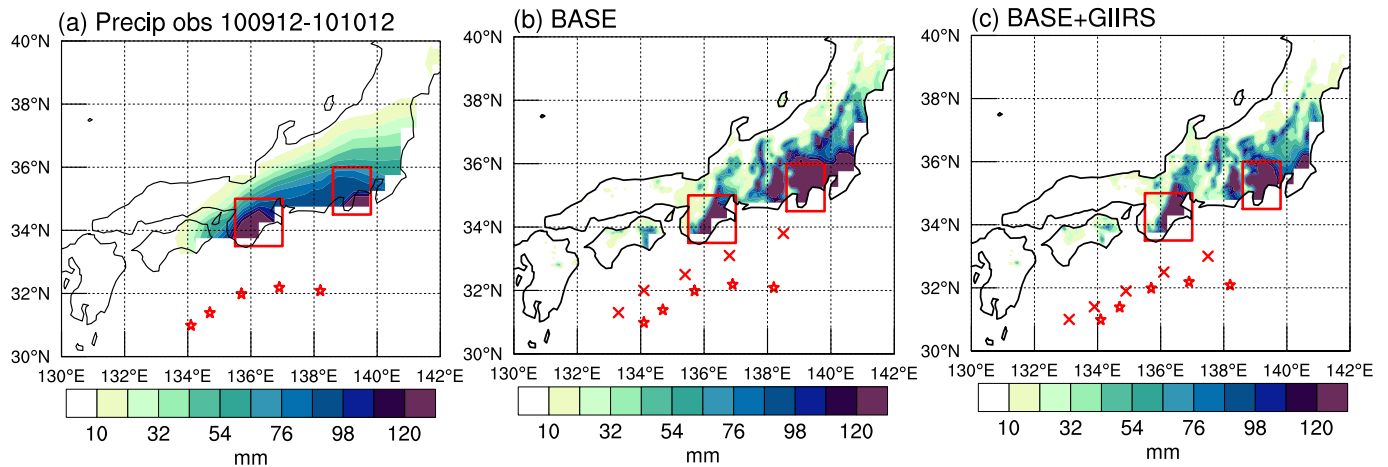 (a) Precip obs 100912-101012
40°N
38°N
36°N
34°N
32°N
30°N
130°E 132°E 134°E 136°E 138°E 140°E 142°E
10 32 54 76 98 120
mm
(b) BASE
40°N
38°N
36°N
34°N
32°N
30°N
130°E 132°E 134°E 136°E 138°E 140°E 142°E
10 32 54 76 98 120
mm
(c) BASE+GIIRS
40°N
38°N
36°N
34°N
32°N
30°N
130°E 132°E 134°E 136°E 138°E 140°E 142°E
10 32 54 76 98 120
mm